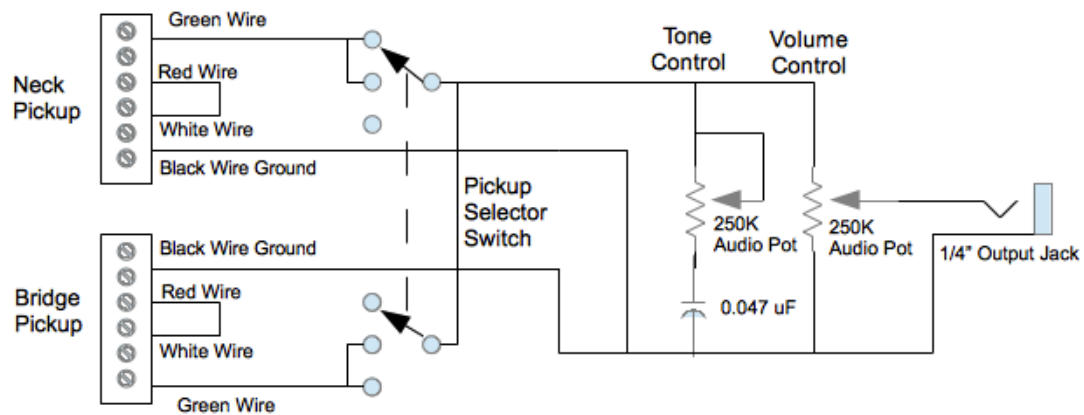 Green Wire
Neck
Pickup
Red Wire
White Wire
Black Wire Ground
Tone
Control
Volume
Control
Pickup
Selector
Switch
250K
Audio Pot
250K
Audio Pot
1/4” Output Jack
Black Wire Ground
Bridge
Pickup
Red Wire
White Wire
Green Wire
0.047 uF